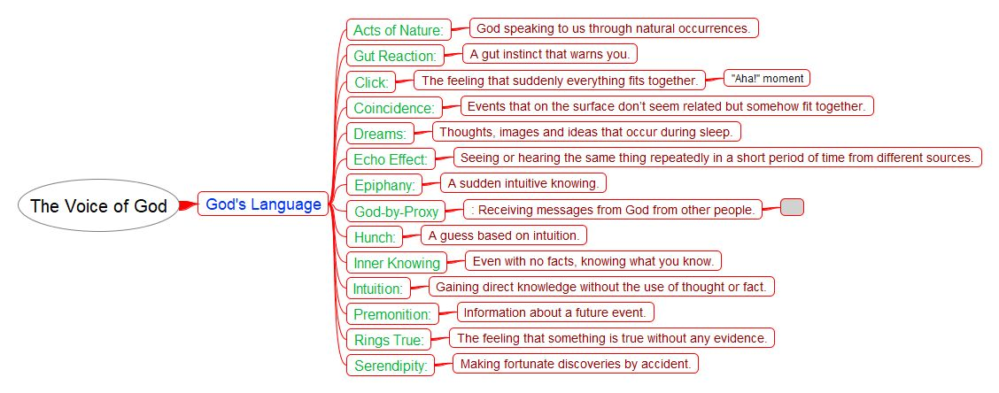 The Voice of God
God's Language
Acts of Nature:
God speaking to us through natural occurrences.
Gut Reaction:
A gut instinct that warns you.
Click:
The feeling that suddenly everything fits together.
"Aha!" moment
Coincidence:
Events that on the surface don't seem related but somehow fit together.
Dreams:
Thoughts, images and ideas that occur during sleep.
Echo Effect:
Seeing or hearing the same thing repeatedly in a short period of time from different sources.
Epiphany:
A sudden intuitive knowing.
God-by-Proxy
: Receiving messages from God from other people.
Hunch:
A guess based on intuition.
Inner Knowing
Even with no facts, knowing what you know.
Intuition:
Gaining direct knowledge without the use of thought or fact.
Premonition:
Information about a future event.
Rings True:
The feeling that something is true without any evidence.
Serendipity:
Making fortunate discoveries by accident.